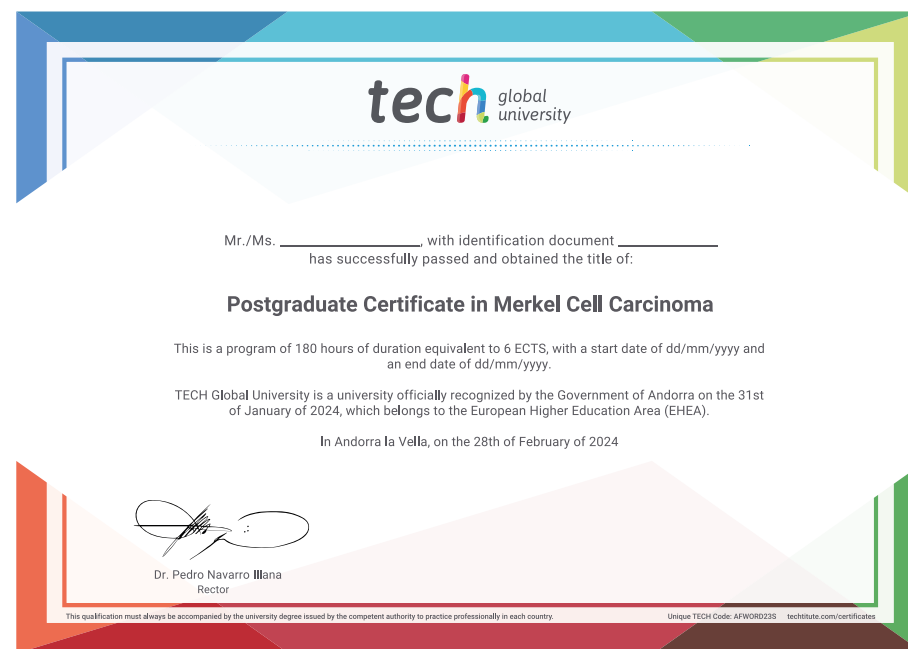 tech global
university
Mr./Ms. ____________, with identification document ____________
has successfully passed and obtained the title of:
Postgraduate Certificate in Merkel Cell Carcinoma
This is a program of 180 hours of duration equivalent to 6 ECTS, with a start date of dd/mm/yyyy and
an end date of dd/mm/yyyy.
TECH Global University is a university officially recognized by the Government of Andorra on the 31st
of January of 2024, which belongs to the European Higher Education Area (EHEA).
In Andorra la Vella, on the 28th of February of 2024
Dr. Pedro Navarro Illana
Rector
This qualification must always be accompanied by the university degree issued by the competent authority to practice professionally in each country. Unique TECH Code: AFWORD23S techtitute.com/certificates